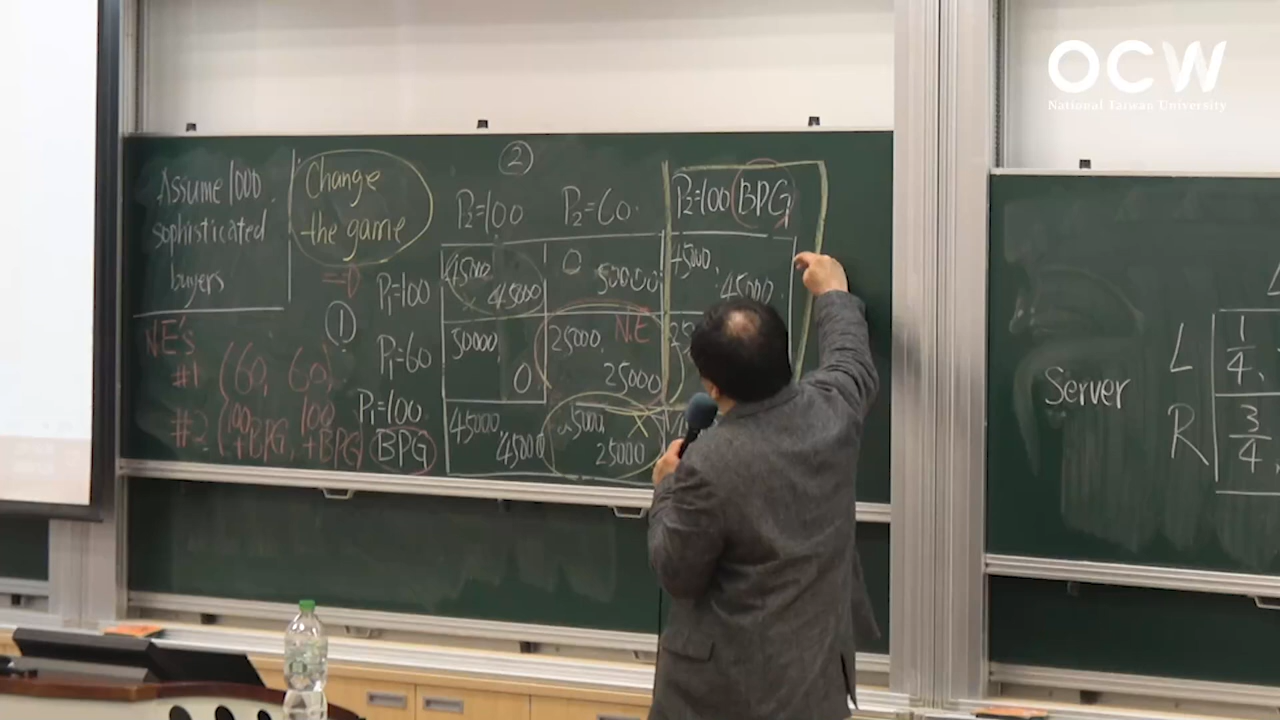 OCW
National Taiwan University
Assume 1000
sophisticated
buyers
Change
the game
②
P₂=100 P₂=60 P₂=100 BPG
①
P₁=100 45000, 45000 0 50000 45000, 45000
P₁=60 50000, 0 25000, 25000 NE
P₁=100
BPG 45000, 45000 25000, 25000
NE's
#1 (60, 60)
#2 (100 +BPG, 100 +BPG)
Server
L 1/4,
R 3/4,